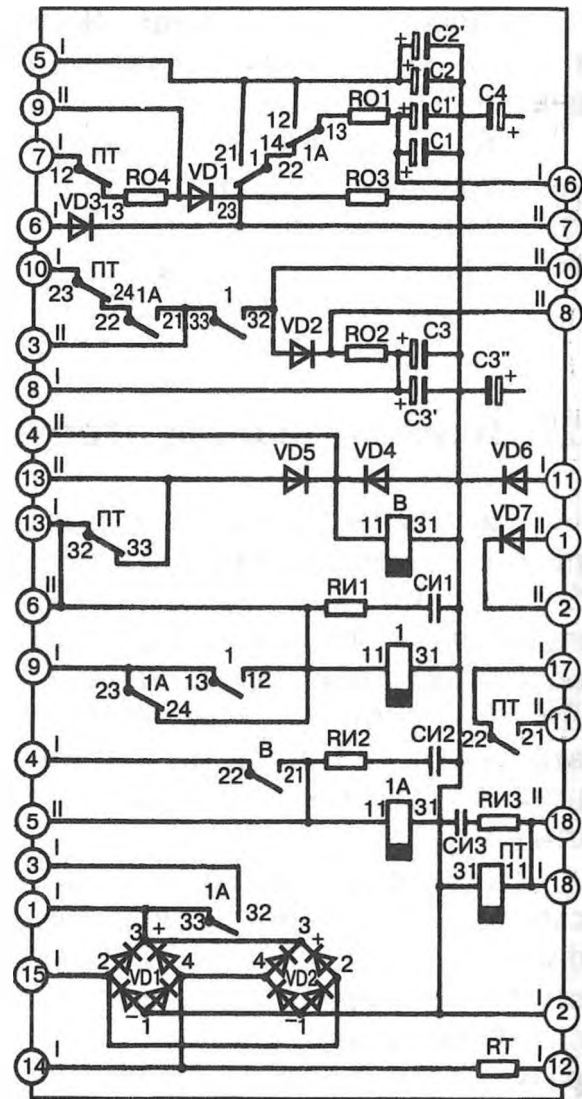 5 I + C2'
+ C2 C4
9 II 12 RO1 + C1' +
7 I ПТ 21 14 13 C1
12 1 1A + I 16
13 RO4 VD1 22 RO3
6 I VD3 23 II 7
10 I ПТ II 10
23 24 1A 1 II 8
22 21 33 32 VD2 RO2 C3 C3"
3 II +
8 I + C3' +
4 II
13 II VD5 VD4 VD6 I 11
13 I ПТ В VD7 II 1
32 33 11 31
6 II RИ1 CИ1 II 2
9 I 1 1 I 17
13 12 11 31
23 1A 24 ПТ II 11
22 21
4 I В RИ2 CИ2
22 21 1A
5 II 11 31 RИ3 II 18
CИ3
3 I ПТ
31 11 I 18
1 I 1A
33 32
3 + 3 +
15 I 2 VD1 4 4 VD2 2
−1 −1 I 2
14 I RT I 12